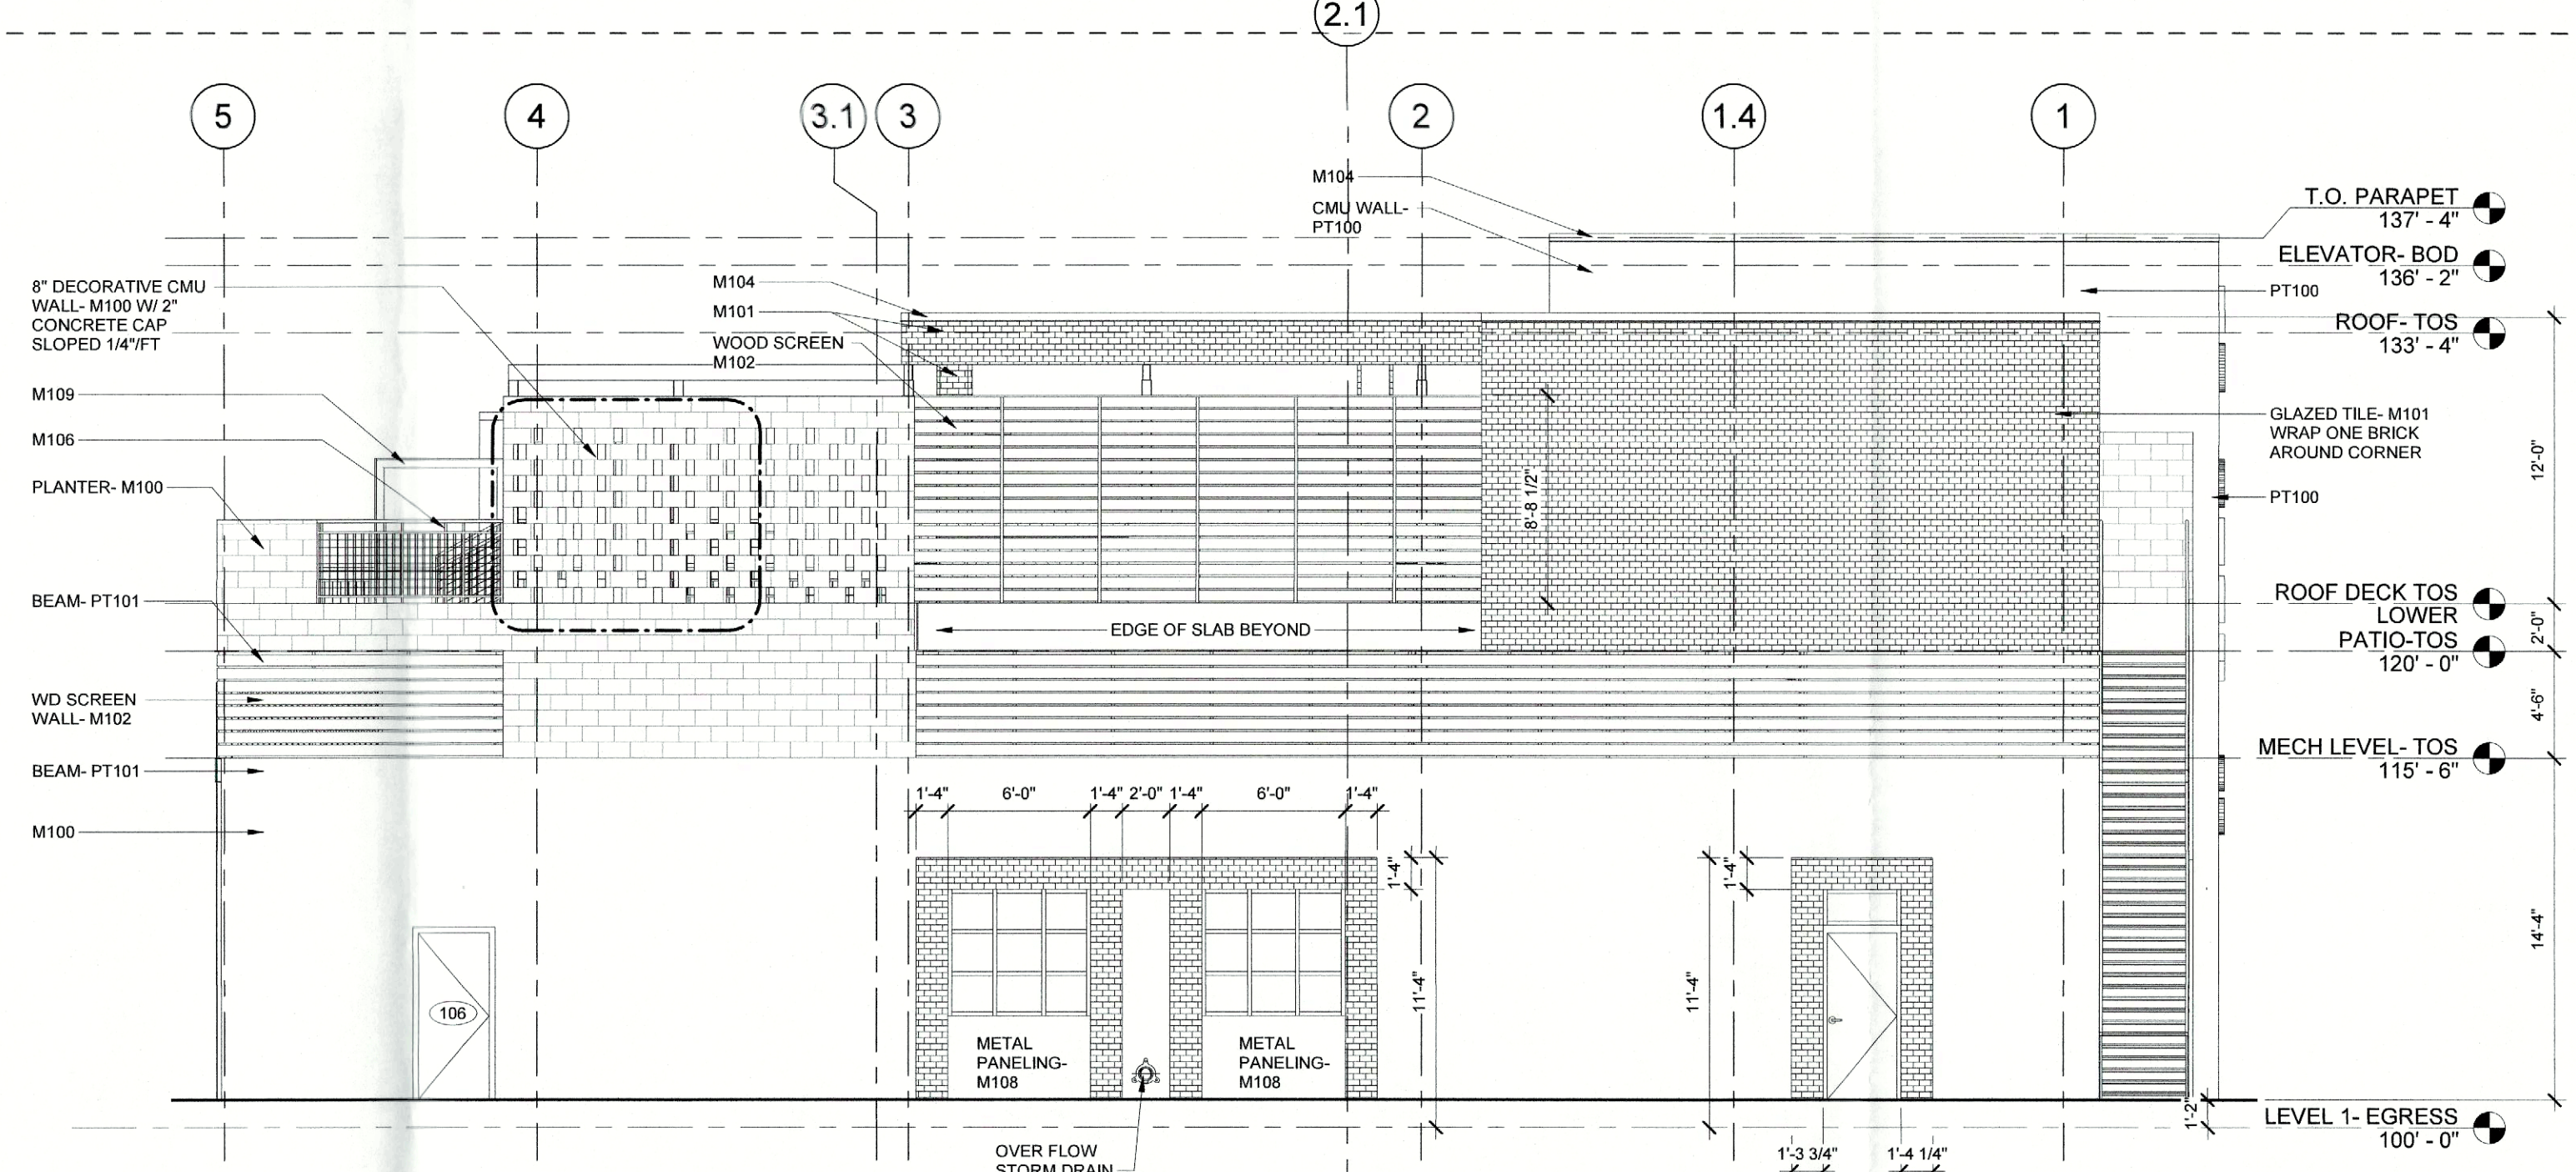 2.1
5
4
3.1
3
2
1.4
1
M104
CMU WALL-
PT100
T.O. PARAPET
137' - 4"
ELEVATOR- BOD
136' - 2"
PT100
ROOF- TOS
133' - 4"
8" DECORATIVE CMU
WALL- M100 W/ 2"
CONCRETE CAP
SLOPED 1/4"/FT
M104
M101
WOOD SCREEN
M102
M109
M106
PLANTER- M100
BEAM- PT101
WD SCREEN
WALL- M102
BEAM- PT101
M100
GLAZED TILE- M101
WRAP ONE BRICK
AROUND CORNER
PT100
12'-0"
8'-8 1/2"
ROOF DECK TOS
LOWER
2'-0"
PATIO-TOS
120' - 0"
EDGE OF SLAB BEYOND
4'-6"
MECH LEVEL- TOS
115' - 6"
1'-4"
6'-0"
1'-4"
2'-0"
1'-4"
6'-0"
1'-4"
1'-4"
11'-4"
1'-4"
11'-4"
14'-4"
106
METAL
PANELING-
M108
METAL
PANELING-
M108
OVER FLOW
STORM DRAIN
1'-3 3/4"
1'-4 1/4"
1'-2"
LEVEL 1- EGRESS
100' - 0"